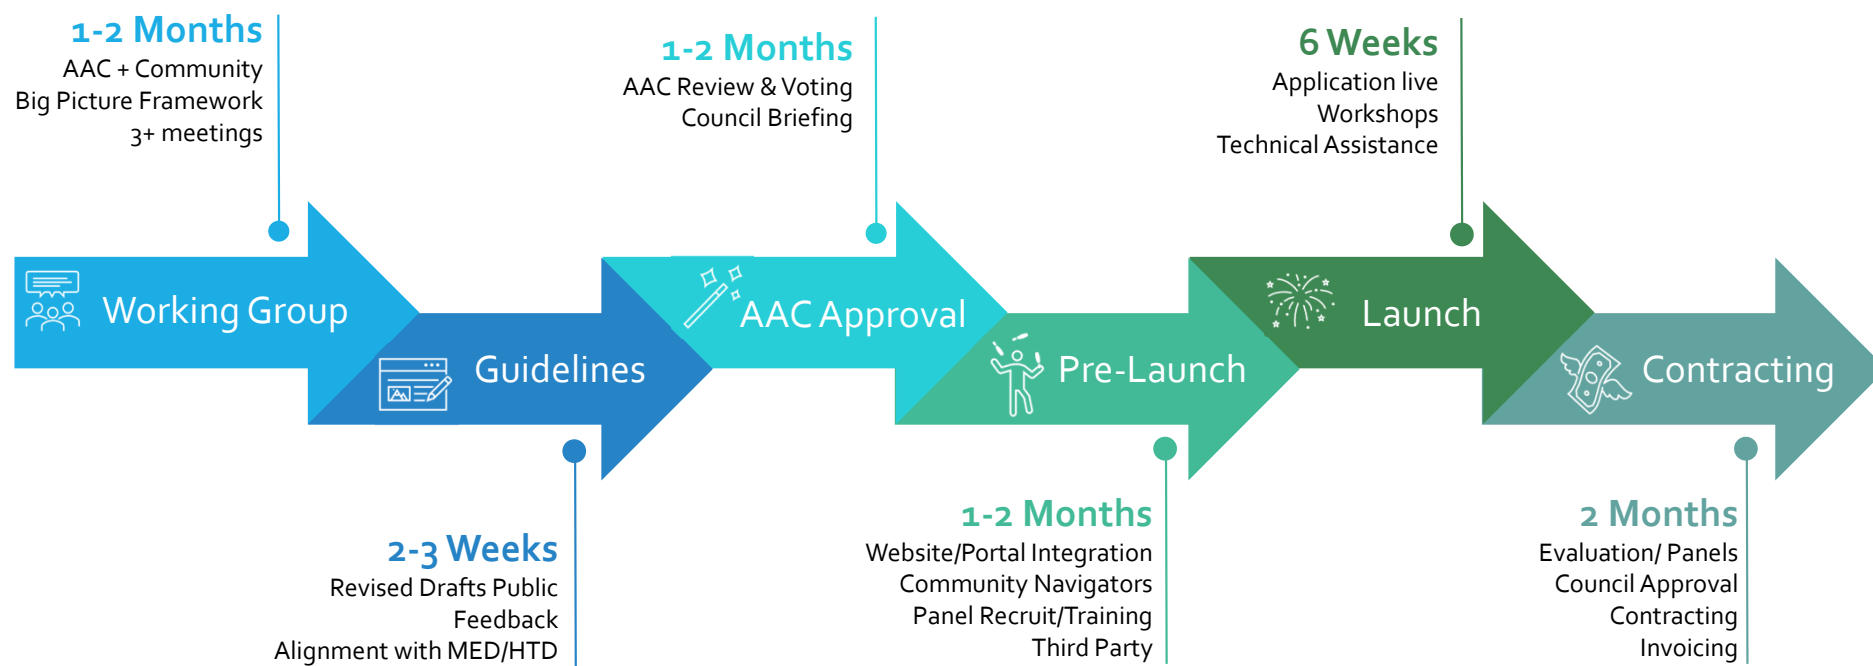 1-2 Months
AAC + Community
Big Picture Framework
3+ meetings
1-2 Months
AAC Review & Voting
Council Briefing
6 Weeks
Application live
Workshops
Technical Assistance
Working Group
Guidelines
AAC Approval
Pre-Launch
Launch
Contracting
2-3 Weeks
Revised Drafts Public
Feedback
Alignment with MED/HTD
1-2 Months
Website/Portal Integration
Community Navigators
Panel Recruit/Training
Third Party
2 Months
Evaluation/ Panels
Council Approval
Contracting
Invoicing